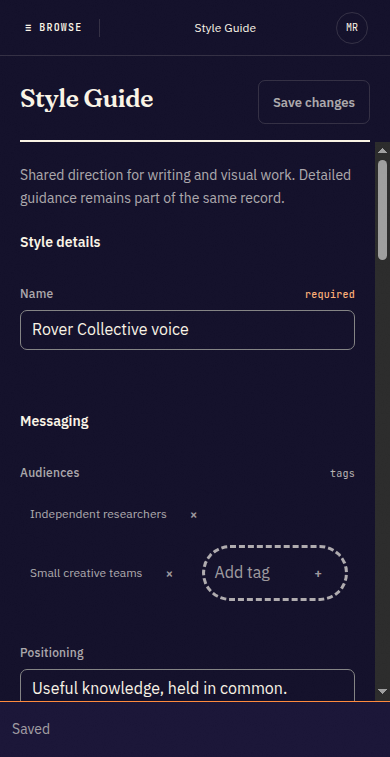 ≡ BROWSE
Style Guide
MR
Style Guide
Save changes
Shared direction for writing and visual work. Detailed
guidance remains part of the same record.
Style details
Name
required
Rover Collective voice
Messaging
Audiences
tags
Independent researchers ×
Small creative teams ×
Add tag +
Positioning
Useful knowledge, held in common.
Saved